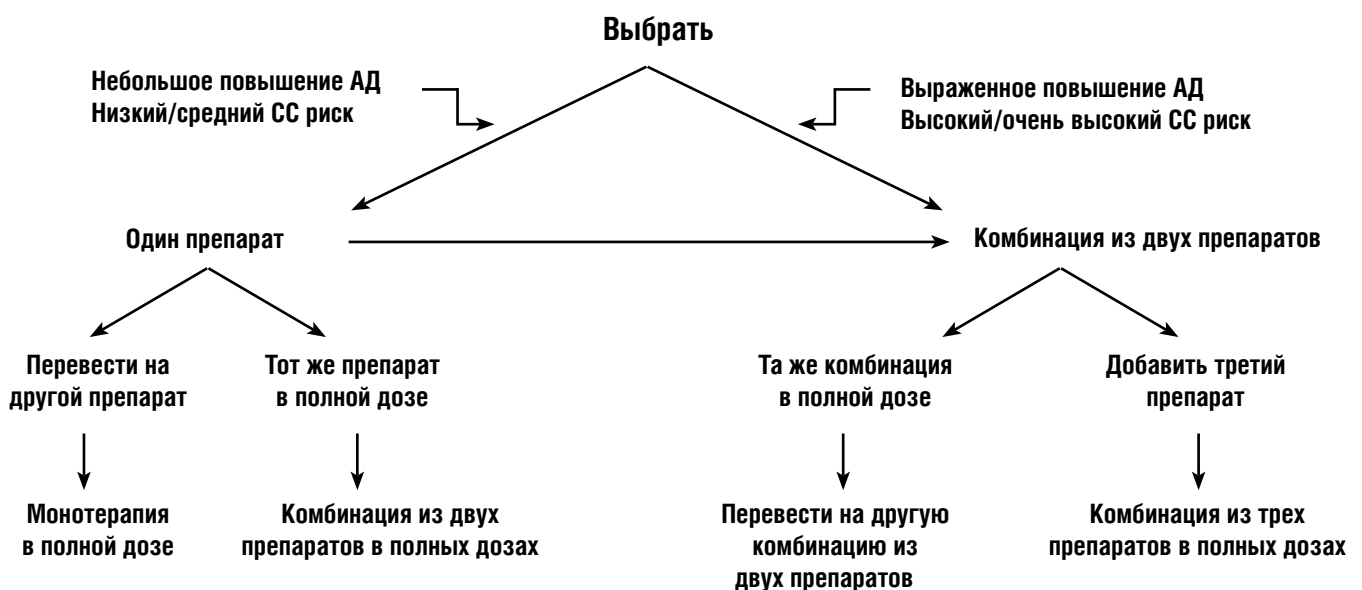 Выбрать
Небольшое повышение АД
Низкий/средний СС риск
Выраженное повышение АД
Высокий/очень высокий СС риск
Один препарат
Комбинация из двух препаратов
Перевести на
другой препарат
Тот же препарат
в полной дозе
Та же комбинация
в полной дозе
Добавить третий
препарат
Монотерапия
в полной дозе
Комбинация из двух
препаратов в полных дозах
Перевести на другую
комбинацию из
двух препаратов
Комбинация из трех
препаратов в полных дозах